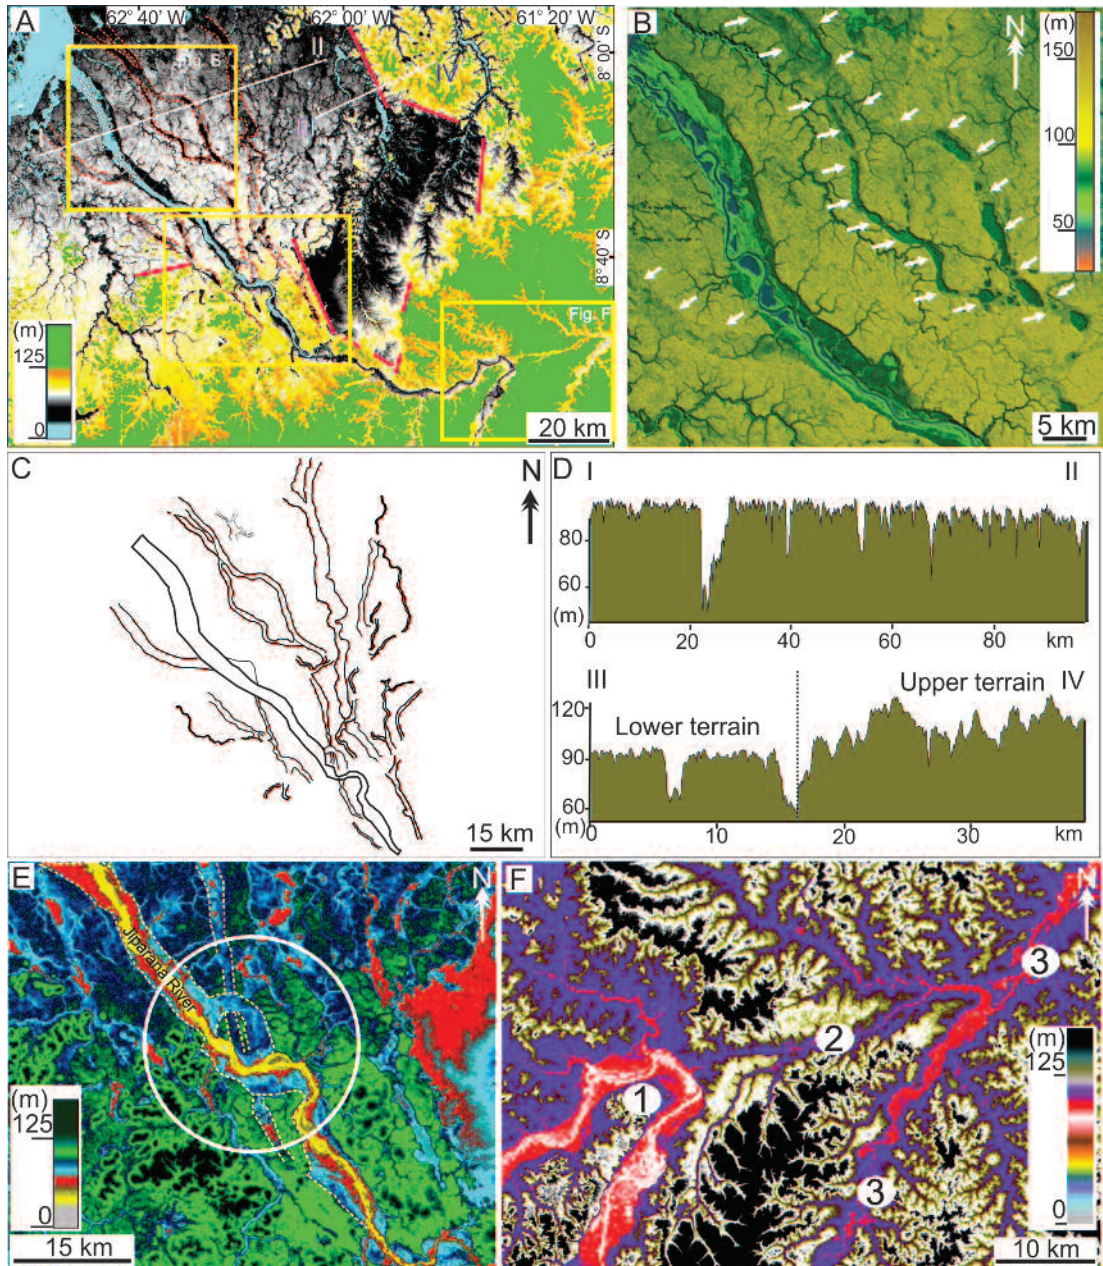 A
62° 40' W
62° 00' W
61° 20' W
8° 00' S
8° 40' S
Fig. B
I
II
III
IV
Fig. F
(m)
125
0
20 km
B
N
(m)
150
100
50
5 km
C
N
15 km
D
I
II
80
60
(m)
0
20
40
60
80
km
III
IV
Upper terrain
Lower terrain
120
90
60
(m)
0
10
20
30
km
E
N
Jiparaná River
(m)
125
0
15 km
F
N
3
2
1
3
(m)
125
0
10 km